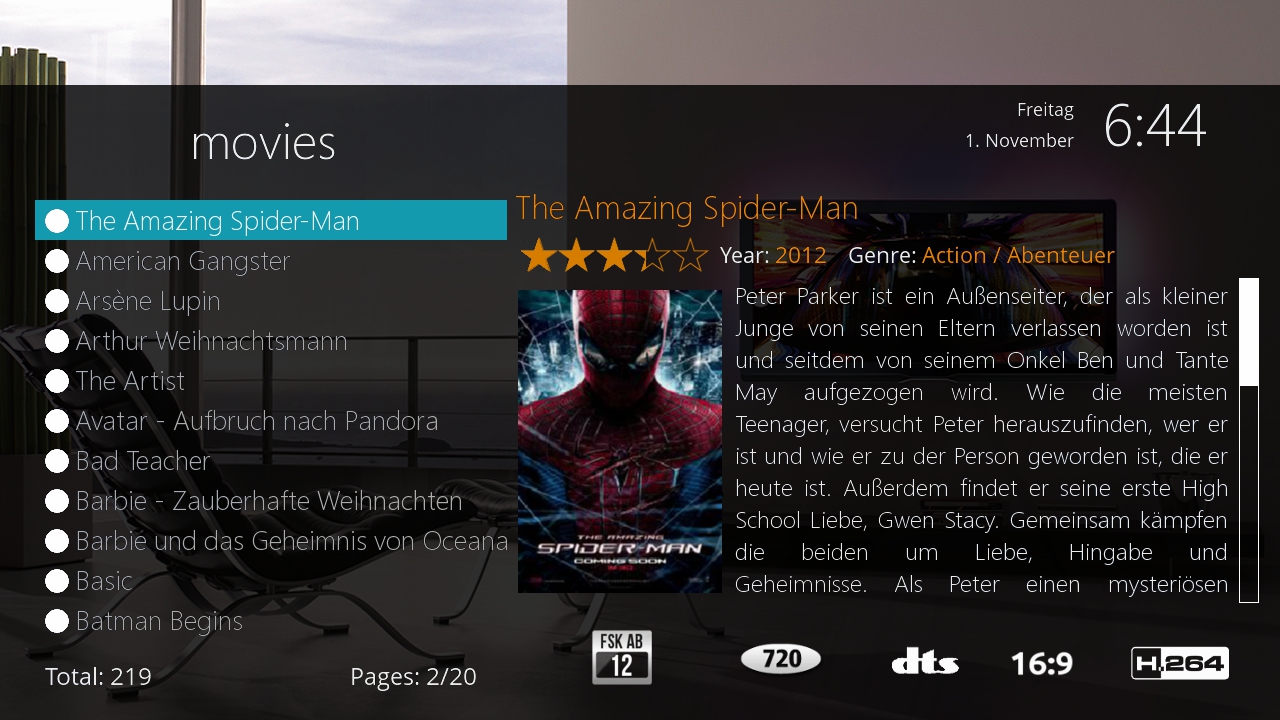 Freitag
1. November
6:44
movies
The Amazing Spider-Man
American Gangster
Arsène Lupin
Arthur Weihnachtsmann
The Artist
Avatar - Aufbruch nach Pandora
Bad Teacher
Barbie - Zauberhafte Weihnachten
Barbie und das Geheimnis von Oceana
Basic
Batman Begins
Total: 219
Pages: 2/20
The Amazing Spider-Man
Year: 2012 Genre: Action / Abenteuer
THE AMAZING
SPIDER-MAN
COMING SOON
Peter Parker ist ein Außenseiter, der als kleiner
Junge von seinen Eltern verlassen worden ist
und seitdem von seinem Onkel Ben und Tante
May aufgezogen wird. Wie die meisten
Teenager, versucht Peter herauszufinden, wer er
ist und wie er zu der Person geworden ist, die er
heute ist. Außerdem findet er seine erste High
School Liebe, Gwen Stacy. Gemeinsam kämpfen
die beiden um Liebe, Hingabe und
Geheimnisse. Als Peter einen mysteriösen
FSK AB
12
720
dts
16:9
H.264